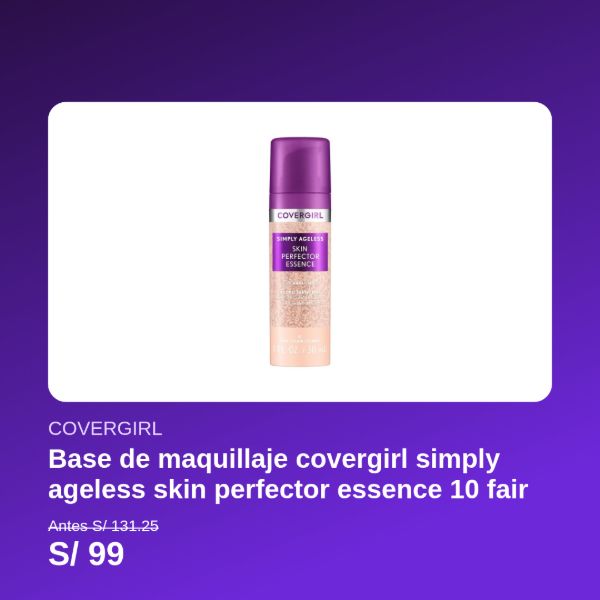 COVERGIRL
SIMPLY AGELESS
SKIN
PERFECTOR
ESSENCE
COVERGIRL
Base de maquillaje covergirl simply
ageless skin perfector essence 10 fair
Antes S/ 131.25
S/ 99